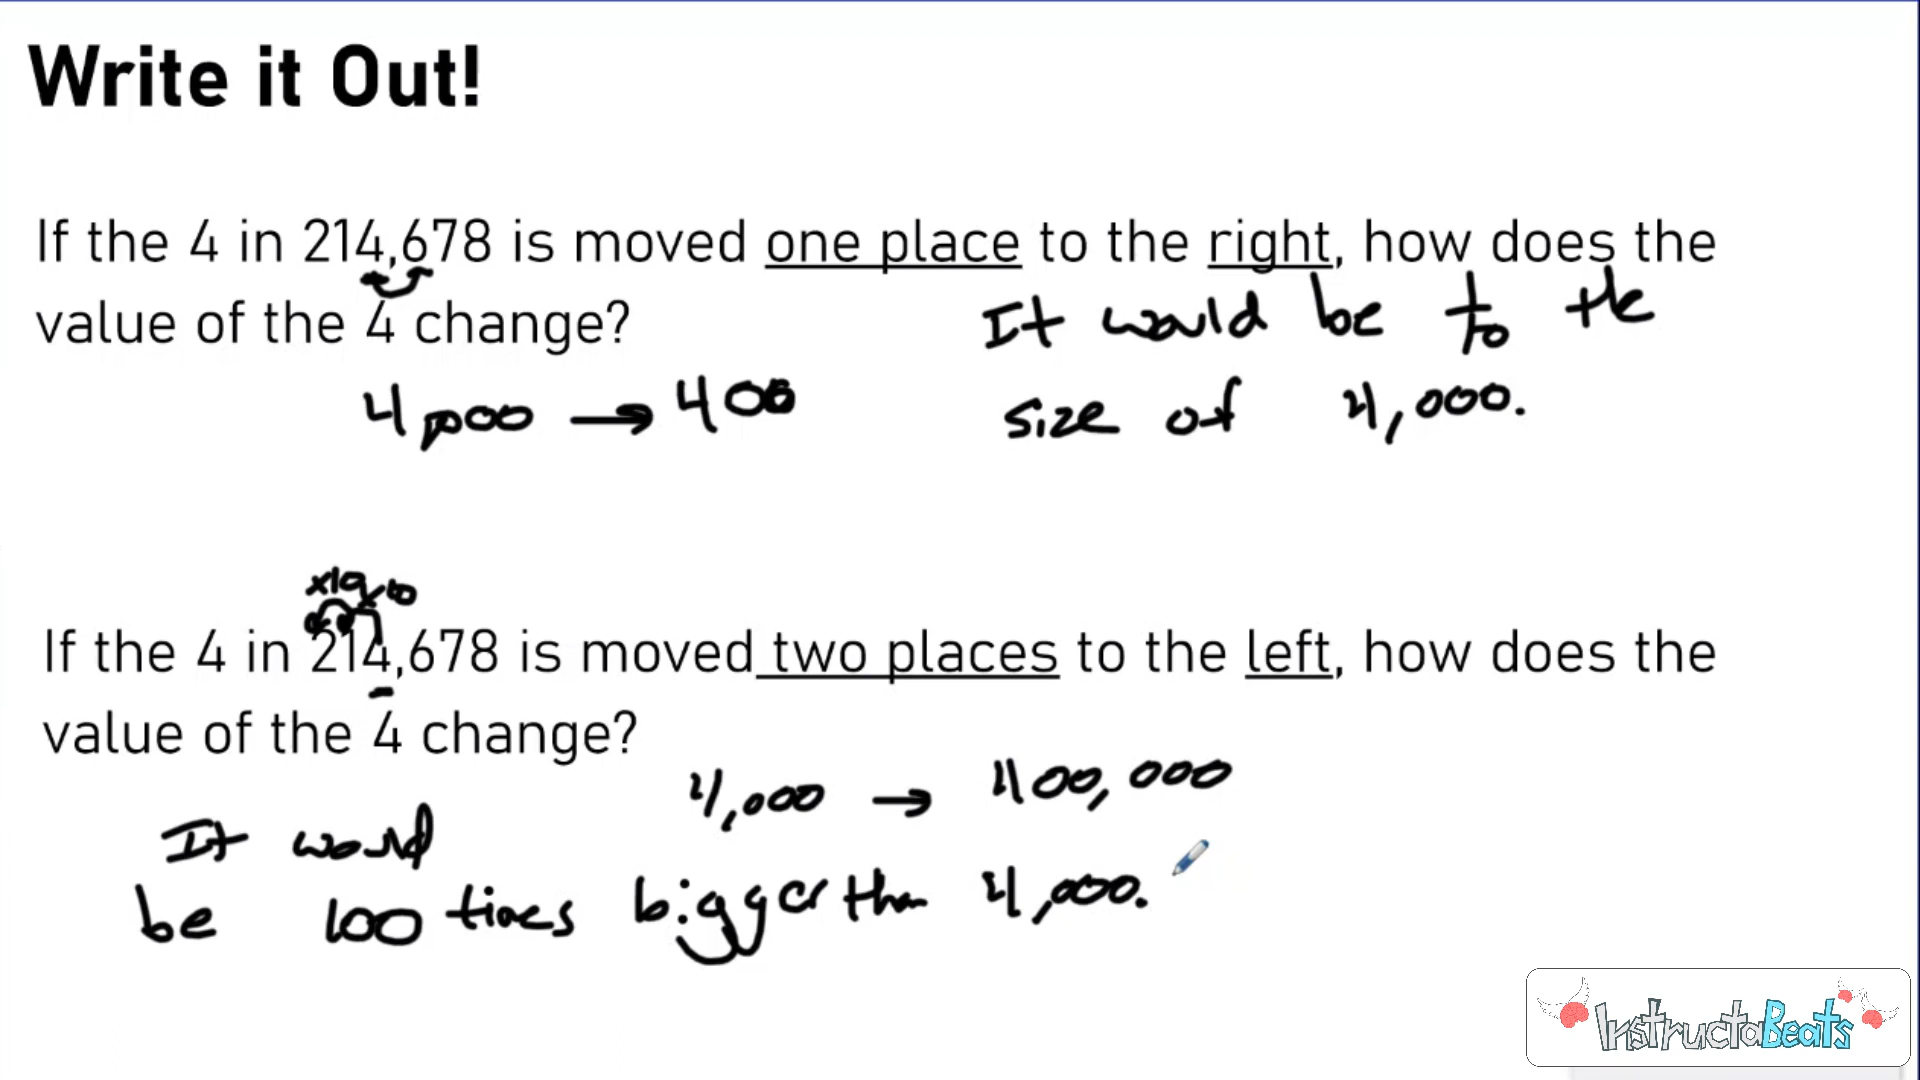 Write it Out!
If the 4 in 214,678 is moved one place to the right, how does the
value of the 4 change?
It would be to the
4,000 → 400
size of 4,000.
x10 x10
If the 4 in 214,678 is moved two places to the left, how does the
value of the 4 change?
4,000 → 400,000
It would
be 100 times bigger than 4,000.
InstructaBeats